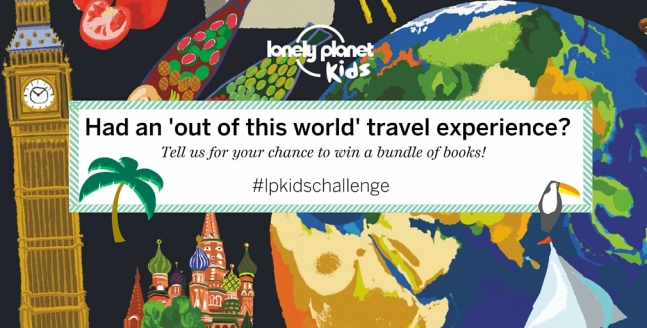 lonely planet
Kids
Had an 'out of this world' travel experience?
Tell us for your chance to win a bundle of books!
#lpkidschallenge